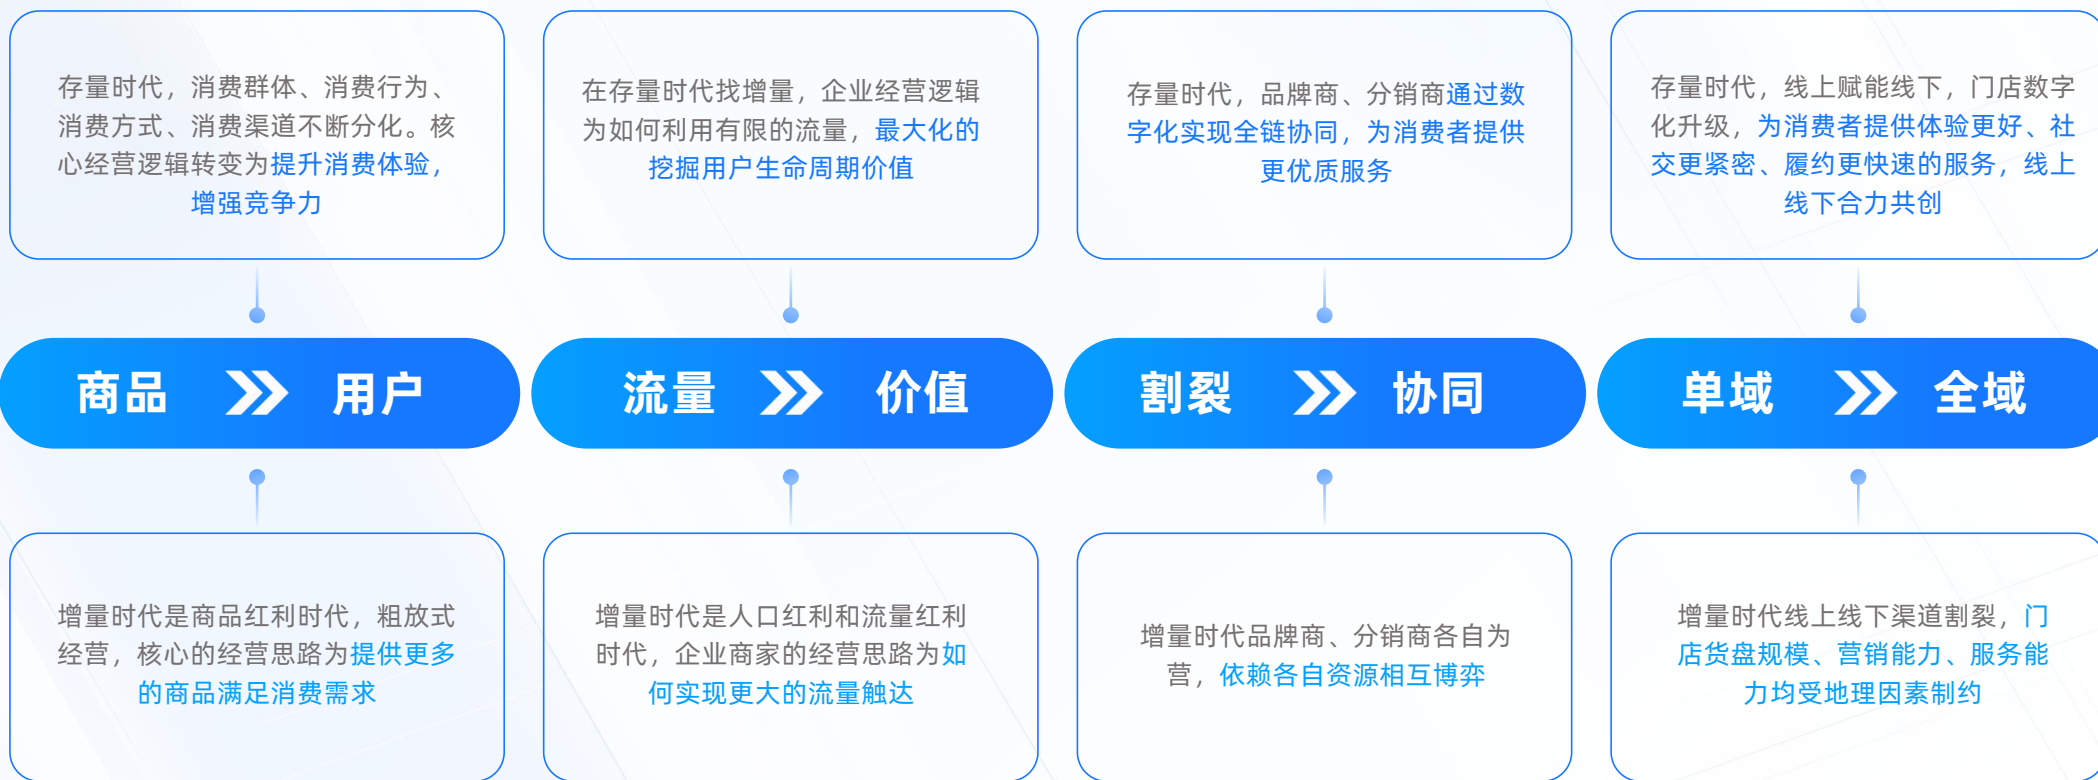 存量时代，消费群体、消费行为、
消费方式、消费渠道不断分化。核
心经营逻辑转变为提升消费体验，
增强竞争力
在存量时代找增量，企业经营逻辑
为如何利用有限的流量，最大化的
挖掘用户生命周期价值
存量时代，品牌商、分销商通过数
字化实现全链协同，为消费者提供
更优质服务
存量时代，线上赋能线下，门店数字
化升级，为消费者提供体验更好、社
交更紧密、履约更快速的服务，线上
线下合力共创
商品 用户
流量 价值
割裂 协同
单域 全域
增量时代是商品红利时代，粗放式
经营，核心的经营思路为提供更多
的商品满足消费需求
增量时代是人口红利和流量红利
时代，企业商家的经营思路为如
何实现更大的流量触达
增量时代品牌商、分销商各自为
营，依赖各自资源相互博弈
增量时代线上线下渠道割裂，门
店货盘规模、营销能力、服务能
力均受地理因素制约